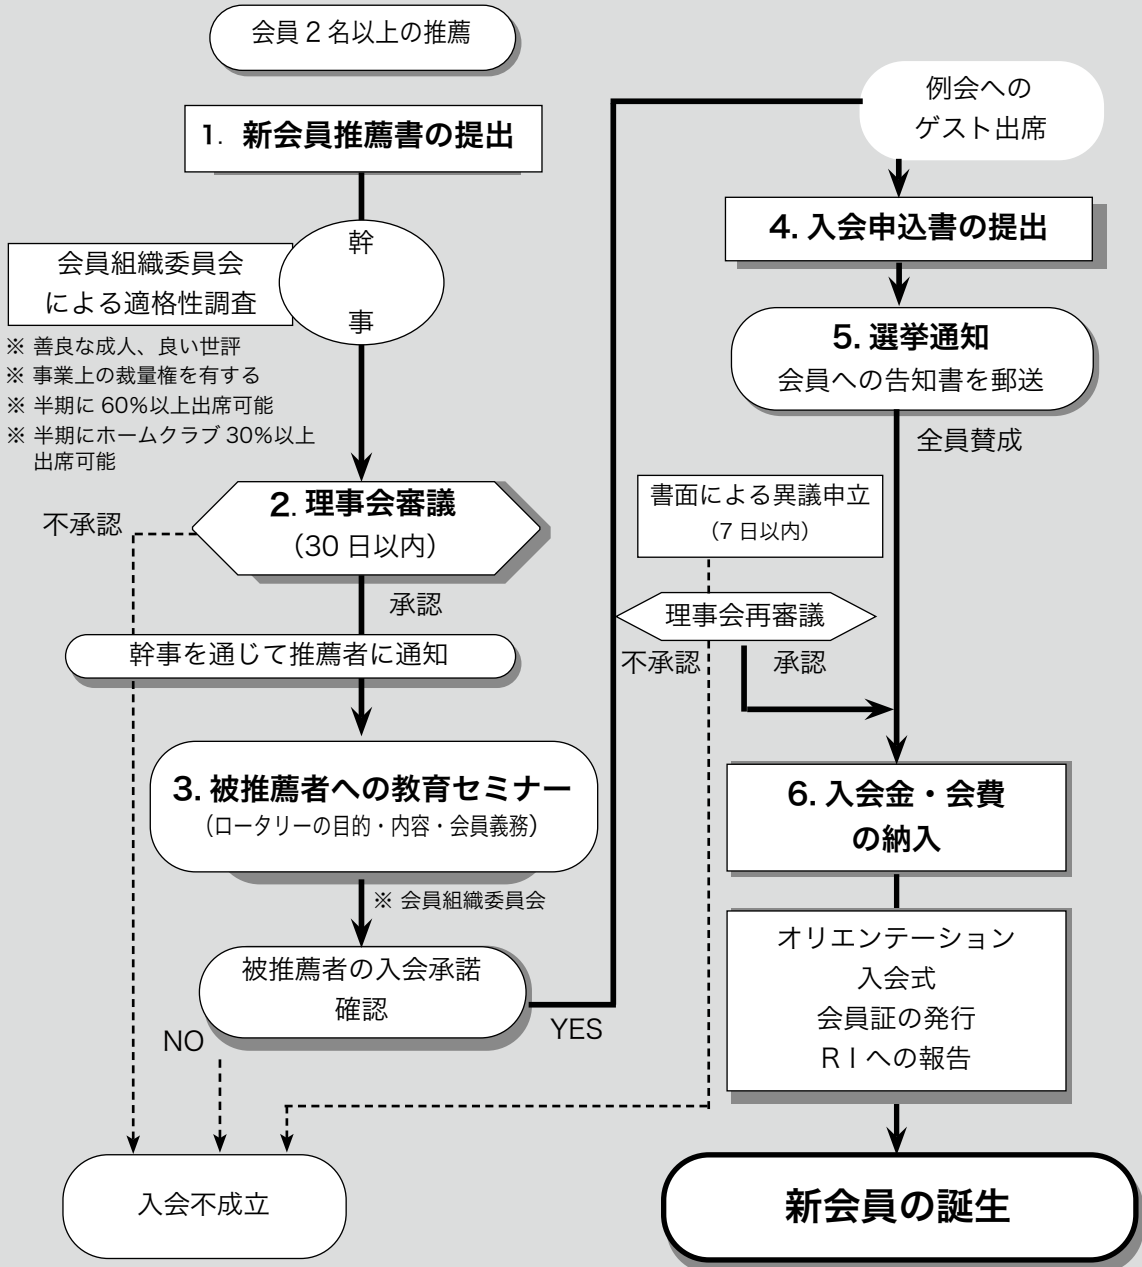 会員２名以上の推薦
1. 新会員推薦書の提出
幹
事
会員組織委員会
による適格性調査
※ 善良な成人、良い世評
※ 事業上の裁量権を有する
※ 半期に 60%以上出席可能
※ 半期にホームクラブ 30%以上
出席可能
2. 理事会審議
（30 日以内）
不承認
承認
幹事を通じて推薦者に通知
3. 被推薦者への教育セミナー
（ロータリーの目的・内容・会員義務）
※ 会員組織委員会
被推薦者の入会承諾
確認
NO
YES
入会不成立
例会への
ゲスト出席
4. 入会申込書の提出
5. 選挙通知
会員への告知書を郵送
全員賛成
書面による異議申立
（7 日以内）
理事会再審議
不承認
承認
6. 入会金・会費
の納入
オリエンテーション
入会式
会員証の発行
ＲＩへの報告
新会員の誕生